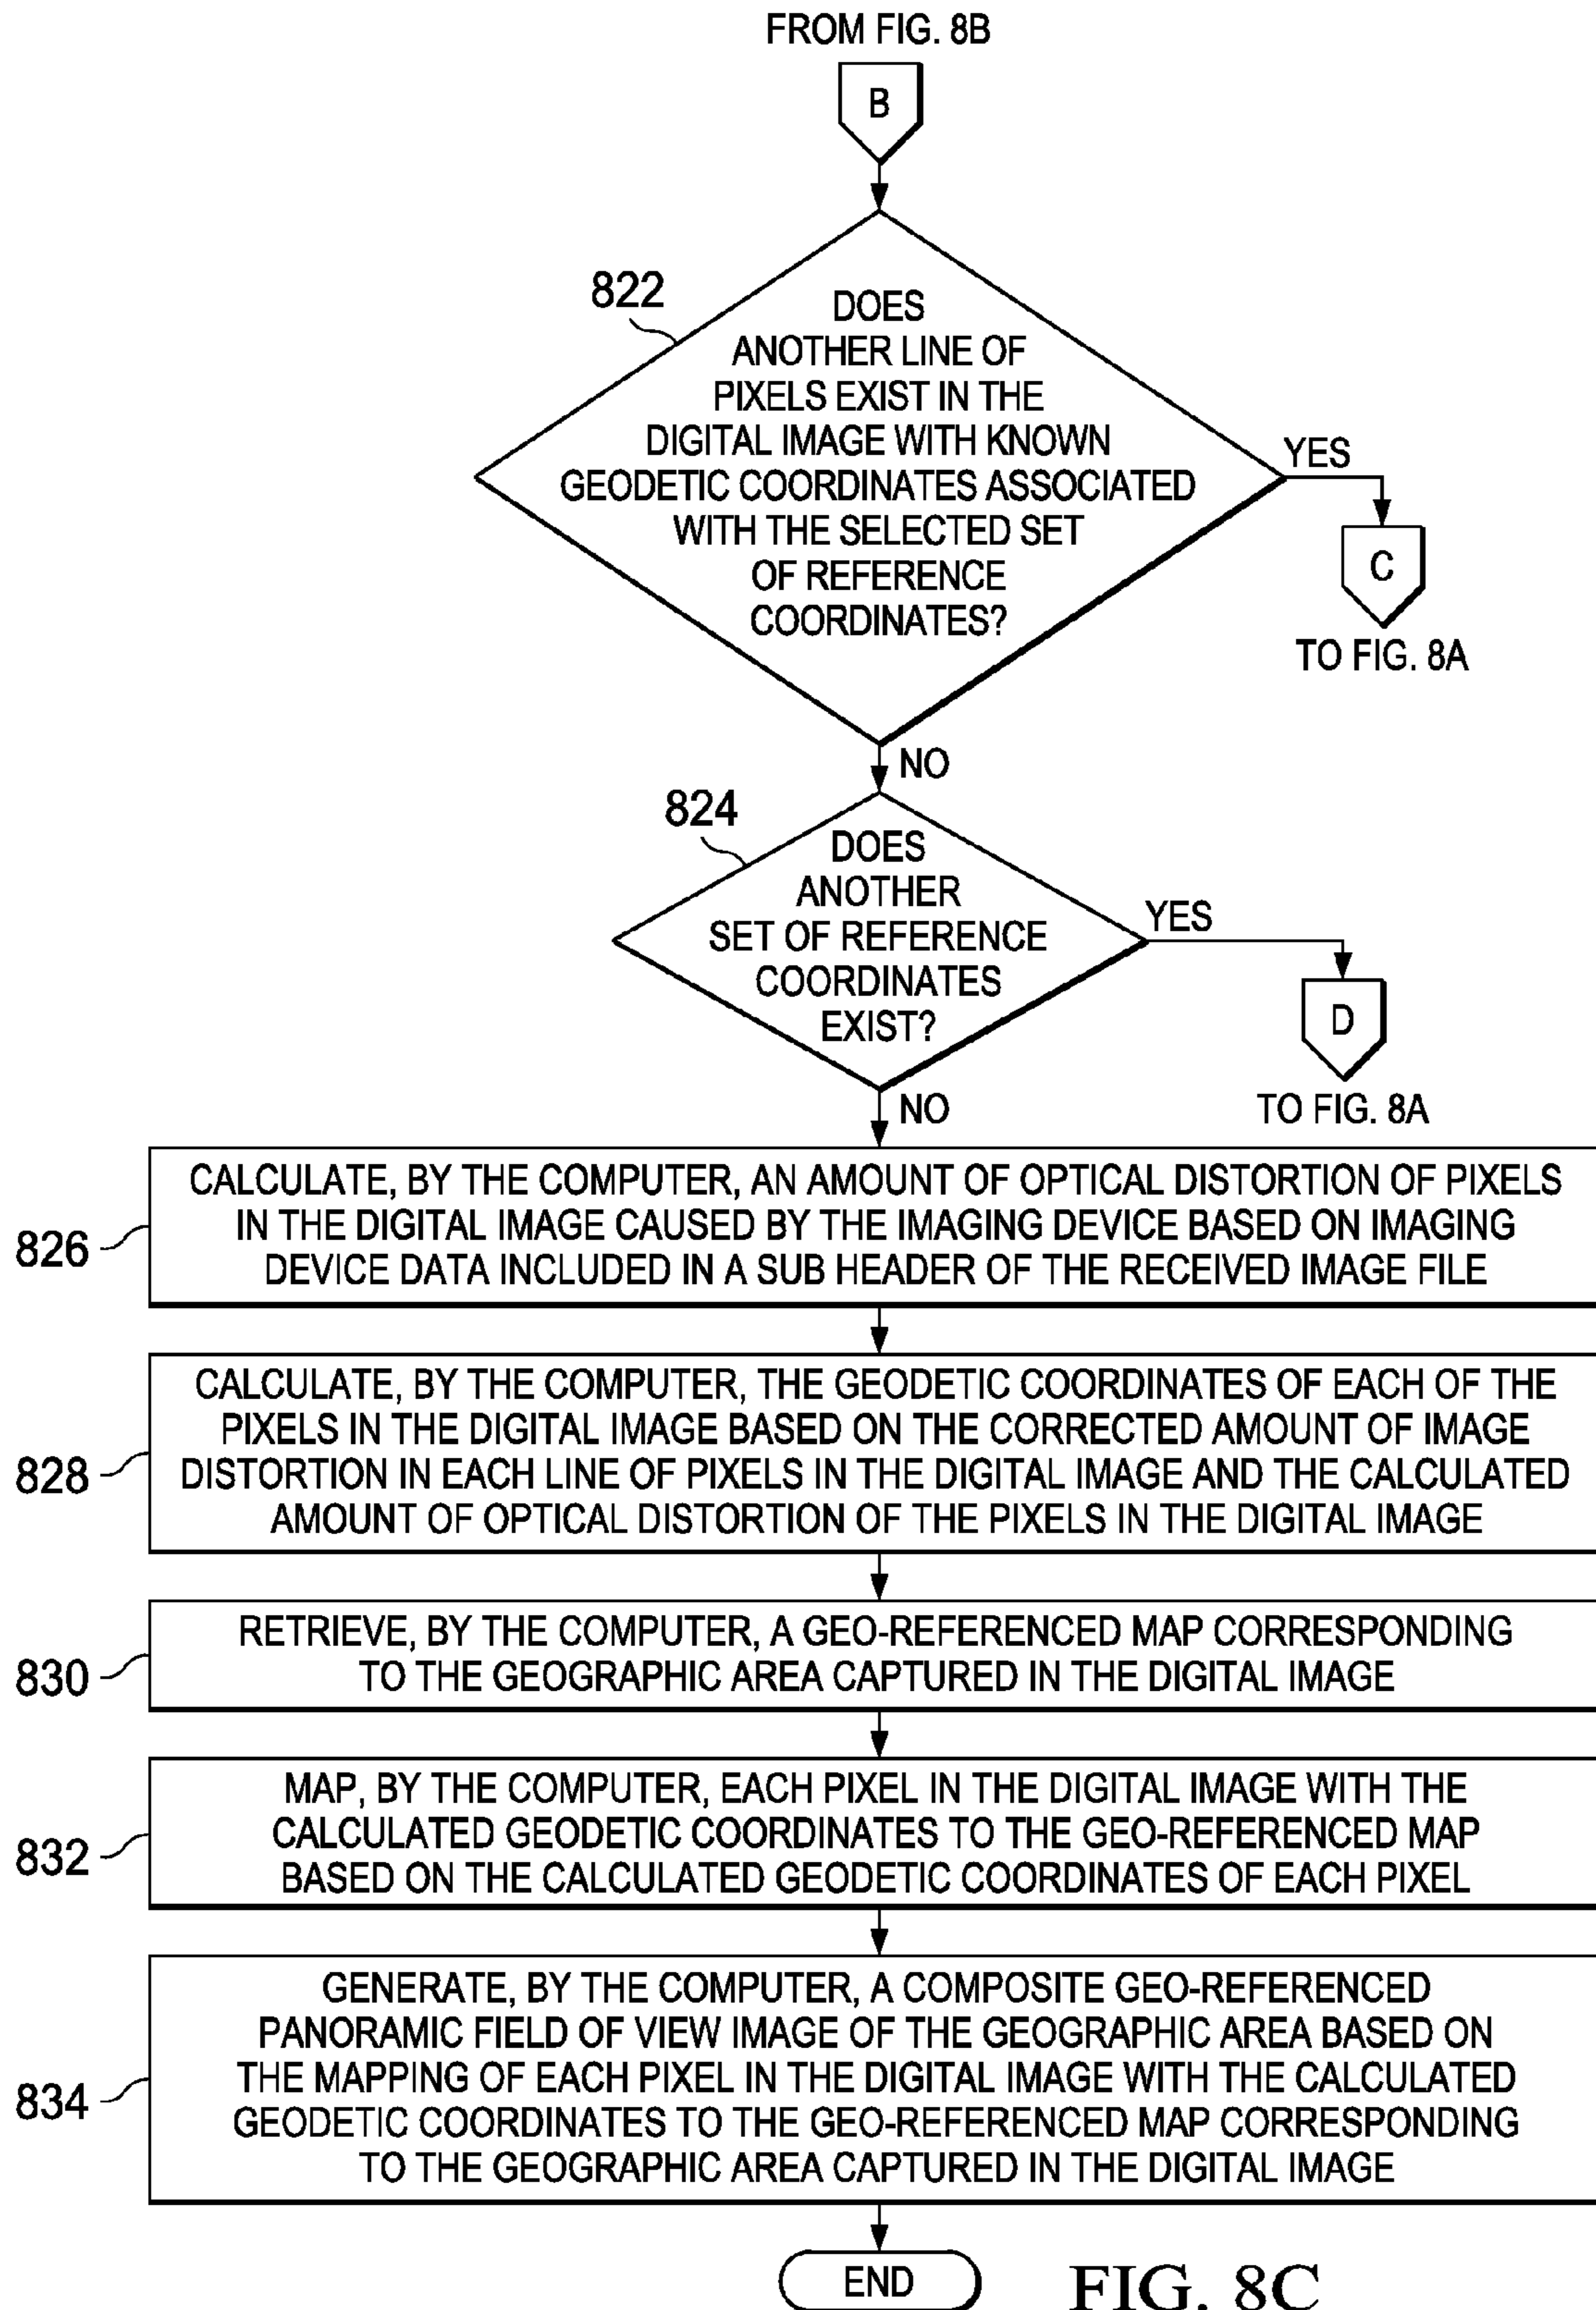 FROM FIG. 8B
B
822
DOES
ANOTHER LINE OF
PIXELS EXIST IN THE
DIGITAL IMAGE WITH KNOWN
GEODETIC COORDINATES ASSOCIATED
WITH THE SELECTED SET
OF REFERENCE
COORDINATES?
YES
C
TO FIG. 8A
NO
824
DOES
ANOTHER
SET OF REFERENCE
COORDINATES
EXIST?
YES
D
TO FIG. 8A
NO
826
CALCULATE, BY THE COMPUTER, AN AMOUNT OF OPTICAL DISTORTION OF PIXELS
IN THE DIGITAL IMAGE CAUSED BY THE IMAGING DEVICE BASED ON IMAGING
DEVICE DATA INCLUDED IN A SUB HEADER OF THE RECEIVED IMAGE FILE
828
CALCULATE, BY THE COMPUTER, THE GEODETIC COORDINATES OF EACH OF THE
PIXELS IN THE DIGITAL IMAGE BASED ON THE CORRECTED AMOUNT OF IMAGE
DISTORTION IN EACH LINE OF PIXELS IN THE DIGITAL IMAGE AND THE CALCULATED
AMOUNT OF OPTICAL DISTORTION OF THE PIXELS IN THE DIGITAL IMAGE
830
RETRIEVE, BY THE COMPUTER, A GEO-REFERENCED MAP CORRESPONDING
TO THE GEOGRAPHIC AREA CAPTURED IN THE DIGITAL IMAGE
832
MAP, BY THE COMPUTER, EACH PIXEL IN THE DIGITAL IMAGE WITH THE
CALCULATED GEODETIC COORDINATES TO THE GEO-REFERENCED MAP
BASED ON THE CALCULATED GEODETIC COORDINATES OF EACH PIXEL
834
GENERATE, BY THE COMPUTER, A COMPOSITE GEO-REFERENCED
PANORAMIC FIELD OF VIEW IMAGE OF THE GEOGRAPHIC AREA BASED ON
THE MAPPING OF EACH PIXEL IN THE DIGITAL IMAGE WITH THE CALCULATED
GEODETIC COORDINATES TO THE GEO-REFERENCED MAP CORRESPONDING
TO THE GEOGRAPHIC AREA CAPTURED IN THE DIGITAL IMAGE
END
FIG. 8C